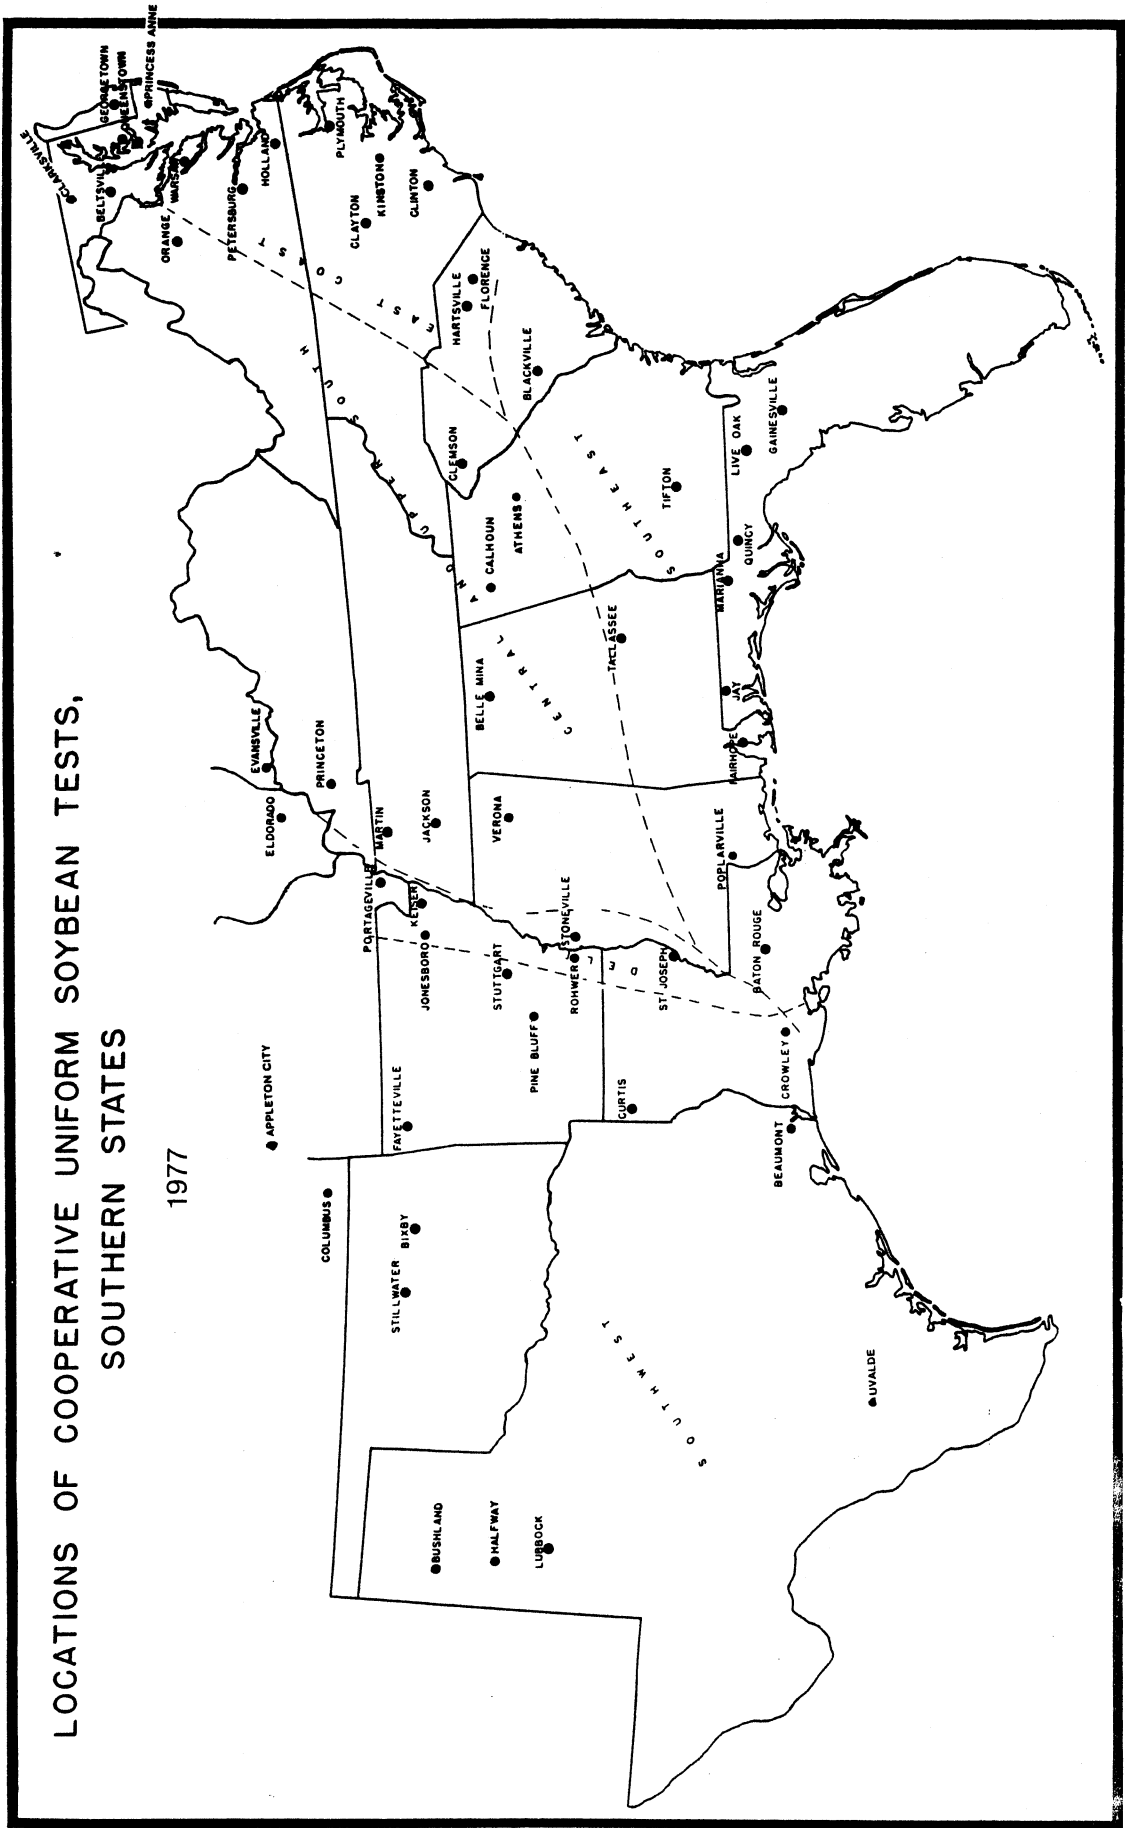 LOCATIONS OF COOPERATIVE UNIFORM SOYBEAN TESTS,
SOUTHERN STATES
1977
CLARKSVILLE
GEORGETOWN
QUEENSTOWN
PRINCESS ANNE
BELTSVILLE
WARSAW
ORANGE
PETERSBURG
HOLLAND
PLYMOUTH
KINSTON
CLAYTON
CLINTON
EAST COAST
HARTSVILLE
FLORENCE
BLACKVILLE
CLEMSON
UPPER
SOUTH
AND
CENTRAL
CALHOUN
ATHENS
SOUTHEAST
TIFTON
LIVE OAK
GAINESVILLE
QUINCY
MARIANNA
JAY
FAIRHOPE
TALLASSEE
BELLE MINA
EVANSVILLE
ELDORADO
PRINCETON
MARTIN
JACKSON
VERONA
POPLARVILLE
PORTAGEVILLE
KEISER
JONESBORO
STUTTGART
STONEVILLE
ROHWER
PINE BLUFF
DEL
ST JOSEPH
BATON ROUGE
CROWLEY
CURTIS
BEAUMONT
APPLETON CITY
FAYETTEVILLE
COLUMBUS
BIXBY
STILLWATER
SOUTHWEST
UVALDE
BUSHLAND
HALFWAY
LUBBOCK